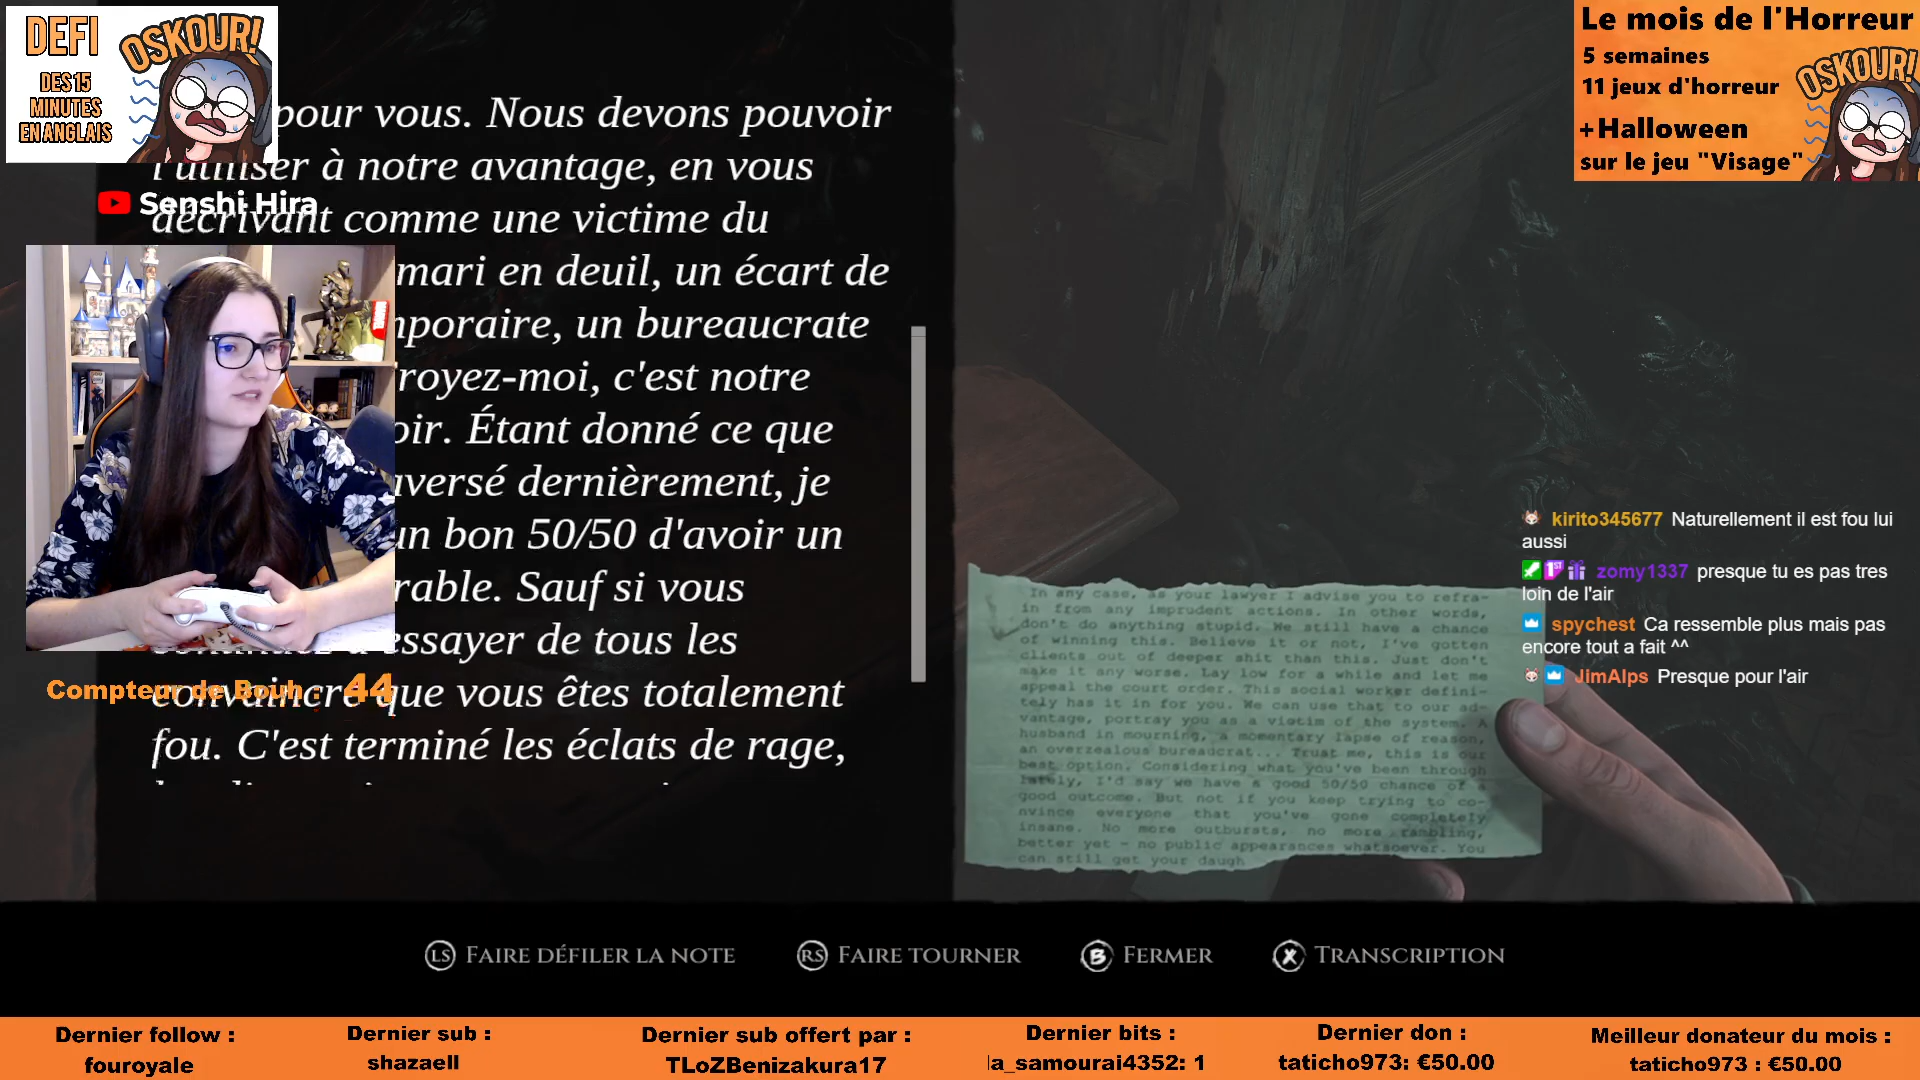 DEFI
DES 15
MINUTES
EN ANGLAIS
OSKOUR!
Le mois de l'Horreur
5 semaines
11 jeux d'horreur
+Halloween
sur le jeu "Visage"
OSKOUR!
pour vous. Nous devons pouvoir
l'utiliser à notre avantage, en vous
Senshi Hira
décrivant comme une victime du
mari en deuil, un écart de
un bureaucrate
c'est notre
Étant donné ce que
dernièrement, je
un bon 50/50 d'avoir un
Sauf si vous
essayer de tous les
Compteur de Bouh : 44
convaincre que vous êtes totalement
fou. C'est terminé les éclats de rage,
In any case, as your lawyer I advise you to refra-
in from any imprudent actions. In other words,
don't do anything stupid. We still have a chance
of winning this. Believe it or not, I've gotten
clients out of deeper shit than this. Just don't
make it any worse. Lay low for a while and let me
appeal the court order. This social worker defini-
tely has it in for you. We can use that to our ad-
vantage, portray you as a victim of the system. A
husband in mourning, a momentary lapse of reason,
an overzealous bureaucrat... Trust me, this is our
best option. Considering what you've been through
lately, I'd say we have a good 50/50 chance of a
good outcome. But not if you keep trying to co-
nvince everyone that you've gone completely
insane. No more outbursts, no more rambling,
better yet - no public appearances whatsoever. You
can still get your daugh
kirito345677 Naturellement il est fou lui
aussi
zomy1337 presque tu es pas tres
loin de l'air
spychest Ca ressemble plus mais pas
encore tout a fait ^^
JimAlps Presque pour l'air
LS FAIRE DÉFILER LA NOTE
RS FAIRE TOURNER
B FERMER
X TRANSCRIPTION
Dernier follow :
fouroyale
Dernier sub :
shazaell
Dernier sub offert par :
TLoZBenizakura17
Dernier bits :
la_samourai4352: 1
Dernier don :
taticho973: €50.00
Meilleur donateur du mois :
taticho973 : €50.00